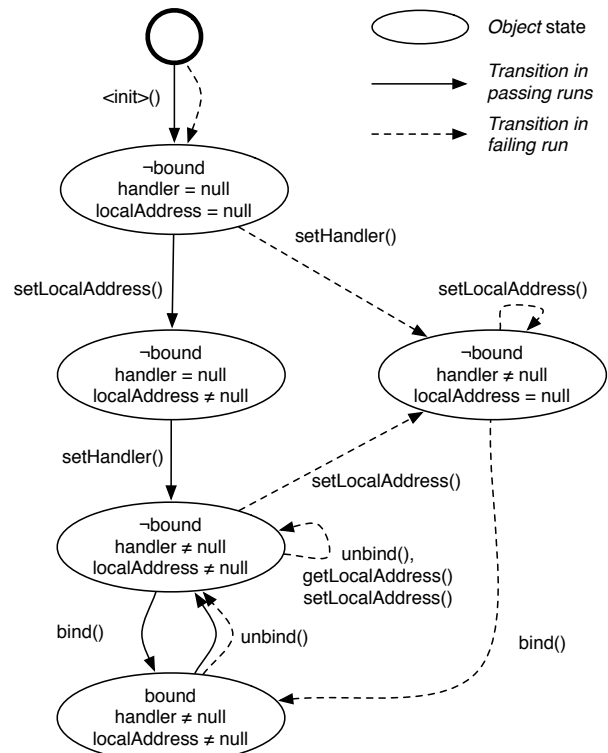 Object state
<init>()
Transition in
passing runs
Transition in
failing run
¬bound
handler = null
localAddress = null
setHandler()
setLocalAddress()
setLocalAddress()
¬bound
handler = null
localAddress ≠ null
¬bound
handler ≠ null
localAddress = null
setHandler()
setLocalAddress()
¬bound
handler ≠ null
localAddress ≠ null
unbind(),
getLocalAddress()
setLocalAddress()
bind()
unbind()
bind()
bound
handler ≠ null
localAddress ≠ null